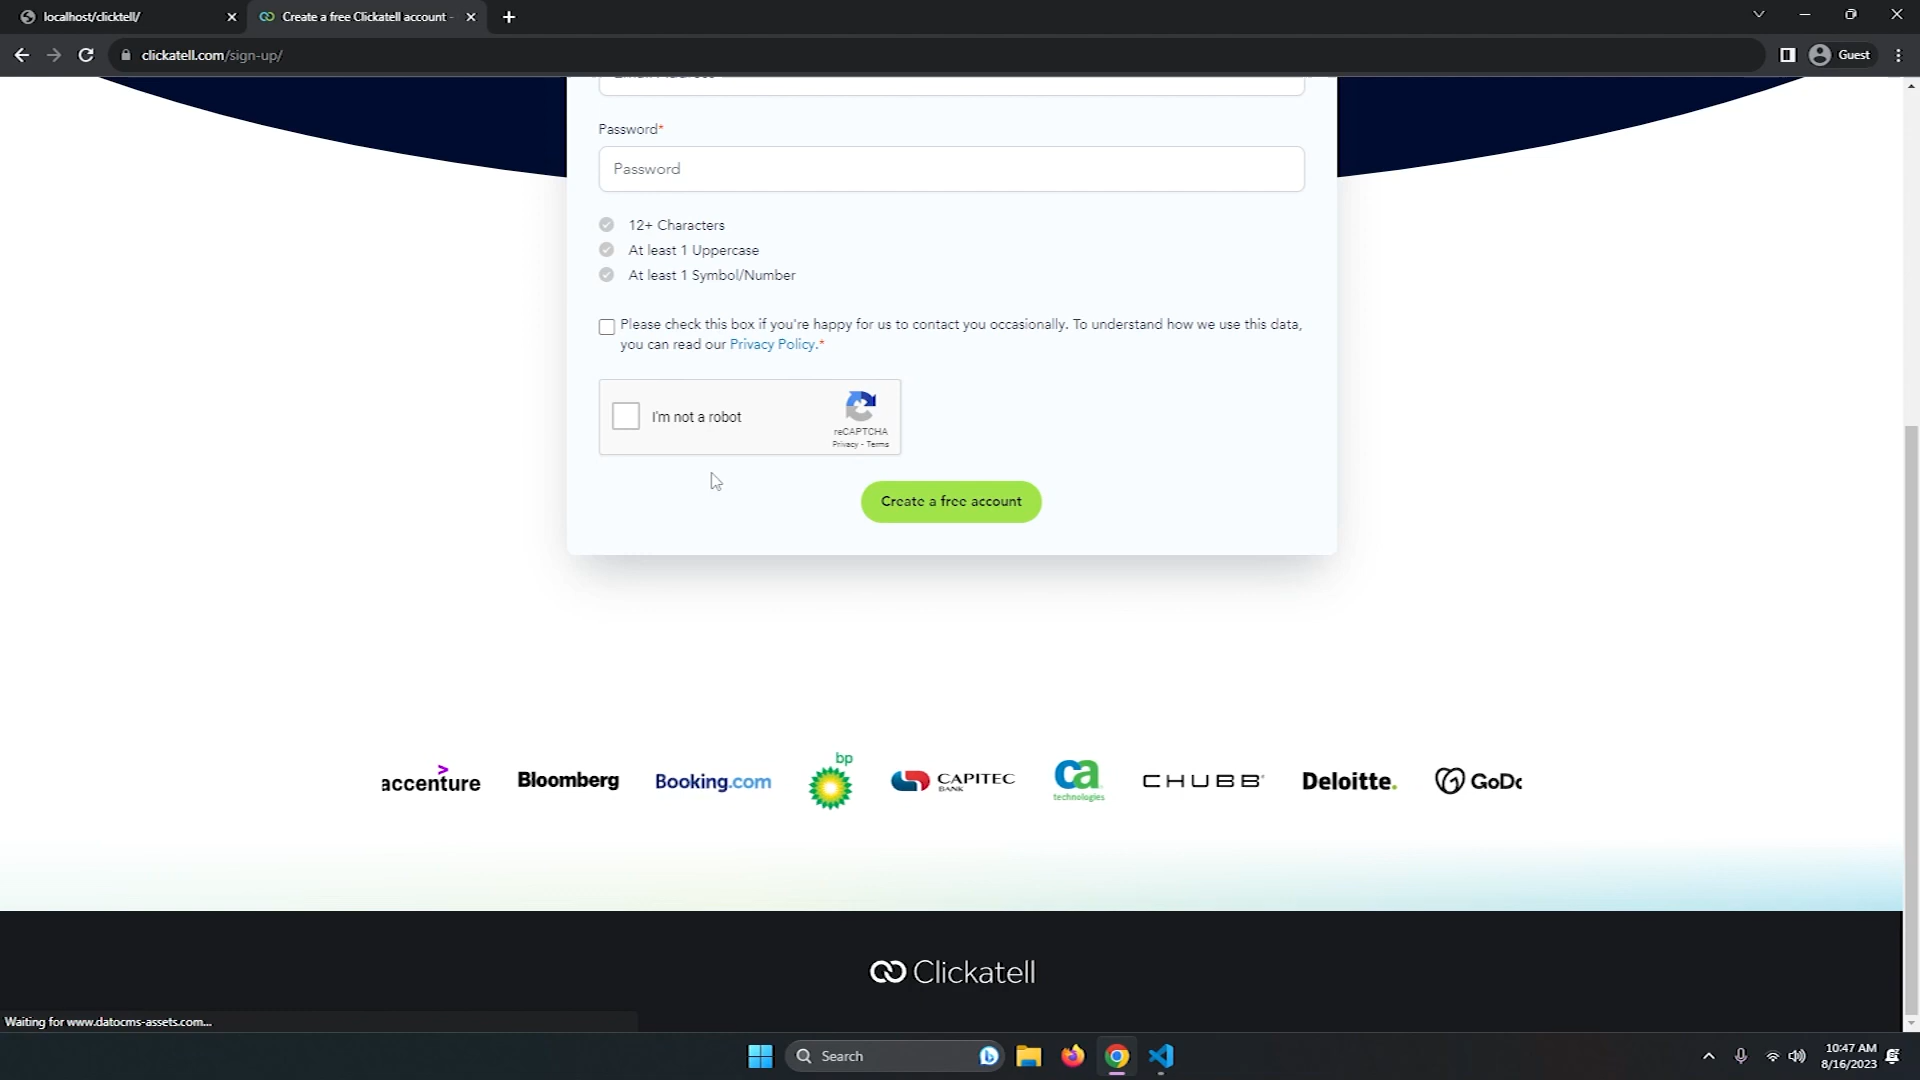 localhost/clicktell/
Create a free Clickatell account -
clickatell.com/sign-up/
Guest
Email Address
Password*
Password
12+ Characters
At least 1 Uppercase
At least 1 Symbol/Number
Please check this box if you're happy for us to contact you occasionally. To understand how we use this data,
you can read our Privacy Policy.*
I'm not a robot
reCAPTCHA
Privacy - Terms
Create a free account
accenture
Bloomberg
Booking.com
bp
CAPITEC
BANK
ca
technologies
CHUBB
Deloitte.
GoDc
Clickatell
Waiting for www.datocms-assets.com...
Search
10:47 AM
8/16/2023